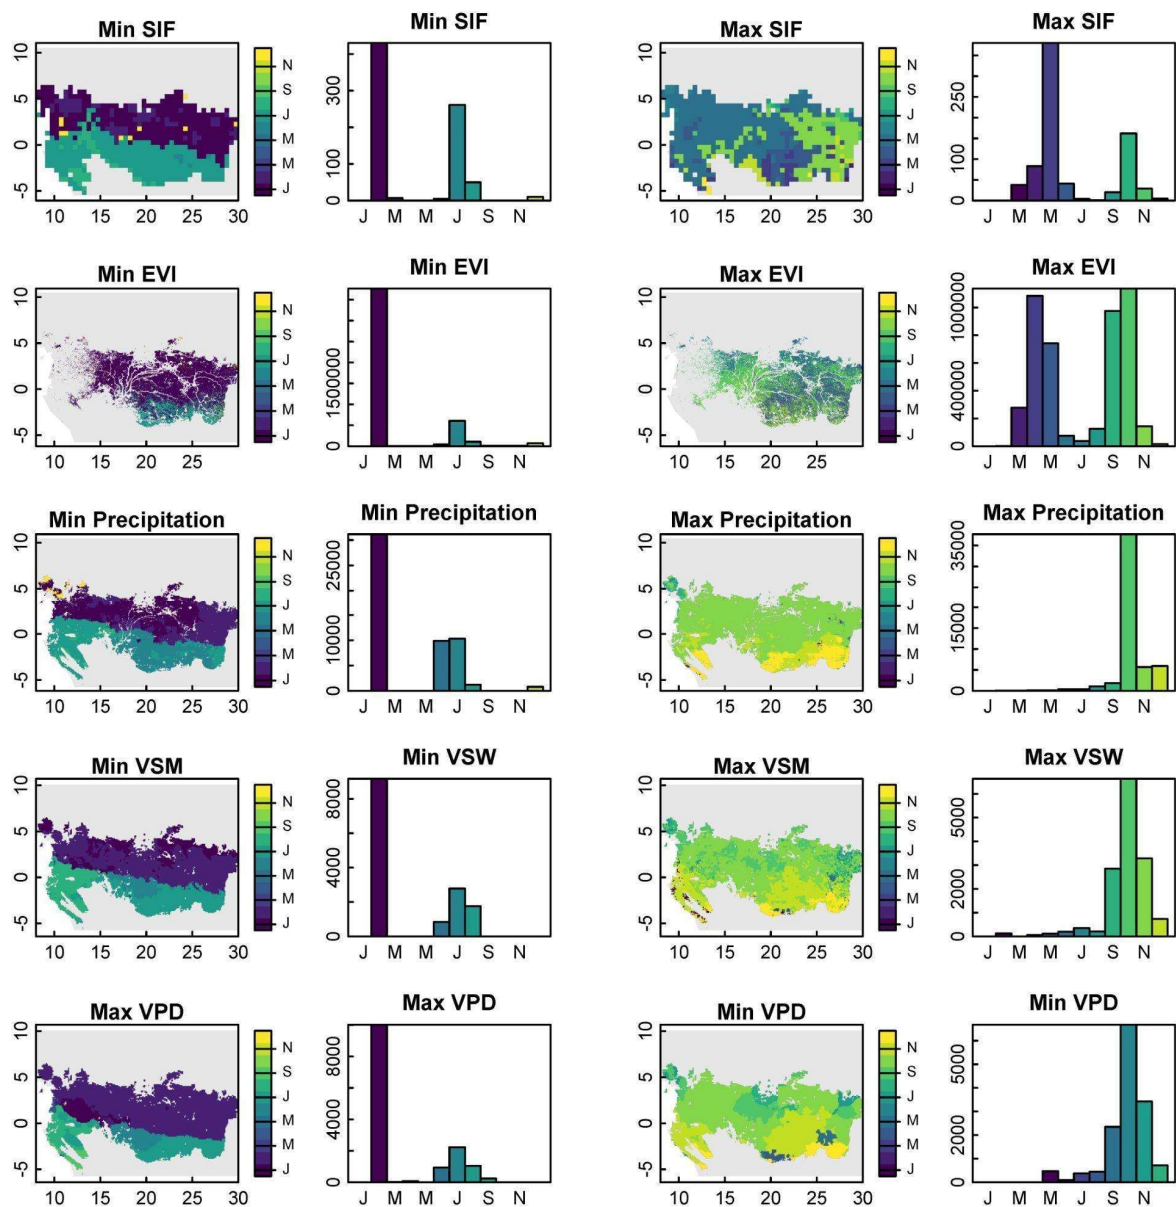 Min SIF
10
5
0
-5
N
S
J
M
M
J
10 15 20 25 30
Min SIF
300
100
0
J M M J S N
Max SIF
10
5
0
-5
N
S
J
M
M
J
10 15 20 25 30
Max SIF
250
100
0
J M M J S N
Min EVI
10
5
0
-5
N
S
J
M
M
J
10 15 20 25
Min EVI
1500000
0
J M M J S N
Max EVI
10
5
0
-5
N
S
J
M
M
J
10 15 20 25
Max EVI
1000000
400000
0
J M M J S N
Min Precipitation
10
5
0
-5
N
S
J
M
M
J
10 15 20 25 30
Min Precipitation
25000
10000
0
J M M J S N
Max Precipitation
10
5
0
-5
N
S
J
M
M
J
10 15 20 25 30
Max Precipitation
35000
15000
0
J M M J S N
Min VSM
10
5
0
-5
N
S
J
M
M
J
10 15 20 25 30
Min VSW
8000
4000
0
J M M J S N
Max VSM
10
5
0
-5
N
S
J
M
M
J
10 15 20 25 30
Max VSW
5000
2000
0
J M M J S N
Max VPD
10
5
0
-5
N
S
J
M
M
J
10 15 20 25 30
Max VPD
8000
4000
0
J M M J S N
Min VPD
10
5
0
-5
N
S
J
M
M
J
10 15 20 25 30
Min VPD
5000
2000
0
J M M J S N